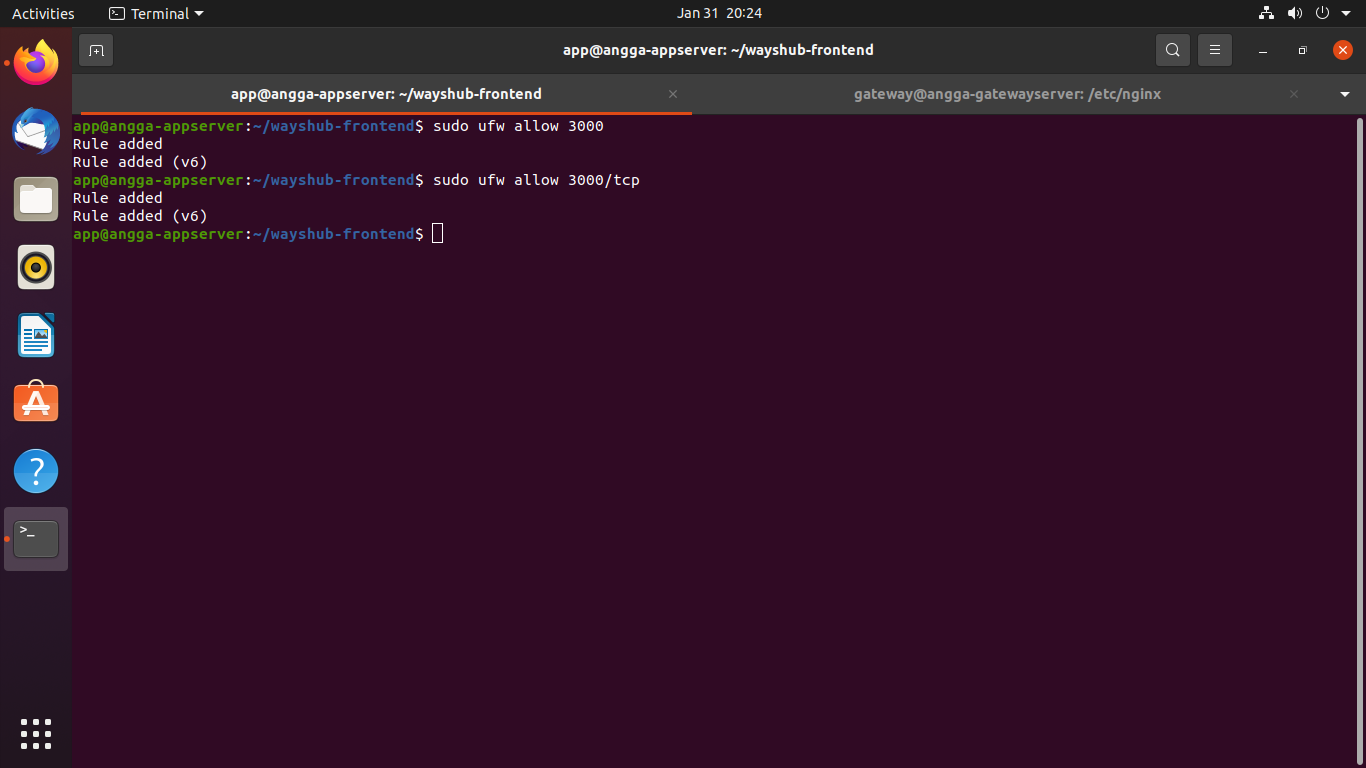 Activities
Terminal
Jan 31 20:24
app@angga-appserver: ~/wayshub-frontend
app@angga-appserver: ~/wayshub-frontend
gateway@angga-gatewayserver: /etc/nginx
app@angga-appserver:~/wayshub-frontend$ sudo ufw allow 3000
Rule added
Rule added (v6)
app@angga-appserver:~/wayshub-frontend$ sudo ufw allow 3000/tcp
Rule added
Rule added (v6)
app@angga-appserver:~/wayshub-frontend$